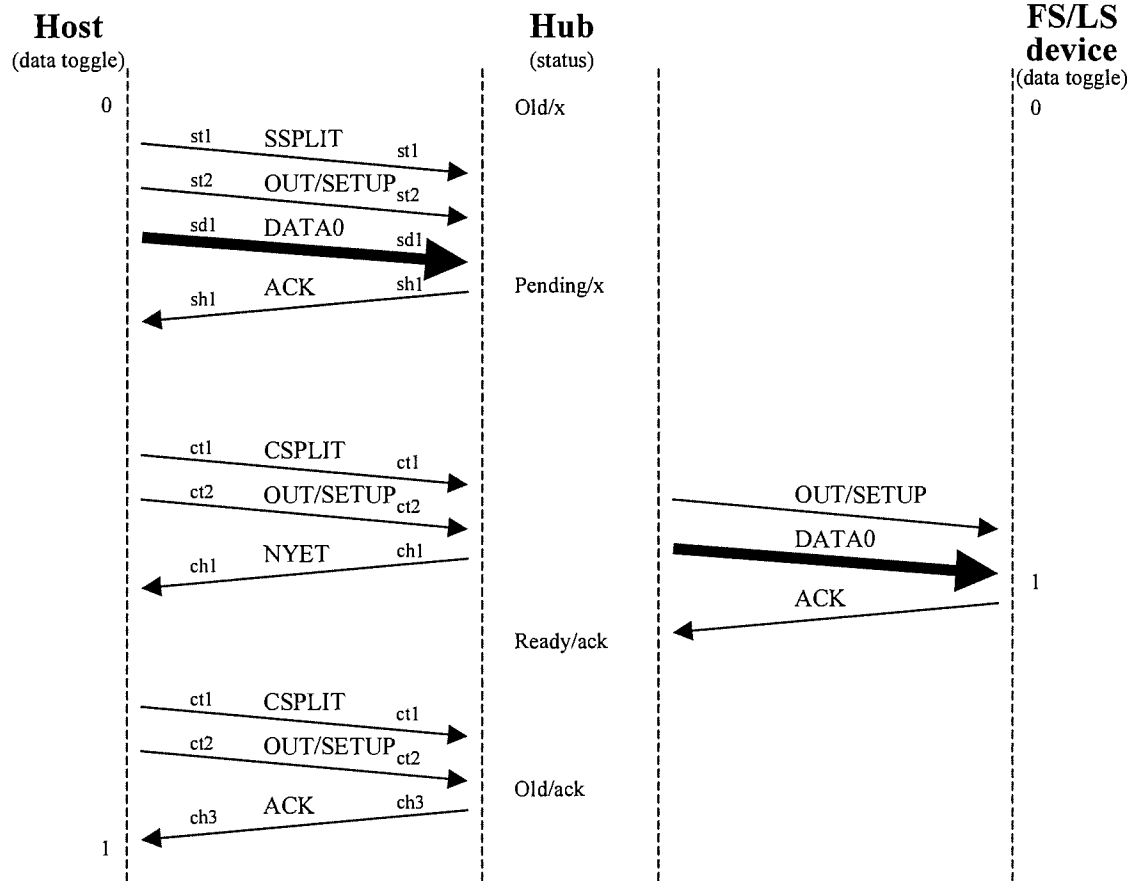 Host
(data toggle)
Hub
(status)
FS/LS
device
(data toggle)
0
Old/x
0
st1 SSPLIT st1
st2 OUT/SETUP st2
sd1 DATA0 sd1
ACK sh1
sh1
Pending/x
ct1 CSPLIT ct1
ct2 OUT/SETUP ct2
OUT/SETUP
NYET ch1
ch1
DATA0
1
ACK
Ready/ack
ct1 CSPLIT ct1
ct2 OUT/SETUP ct2
Old/ack
ACK ch3
ch3
1